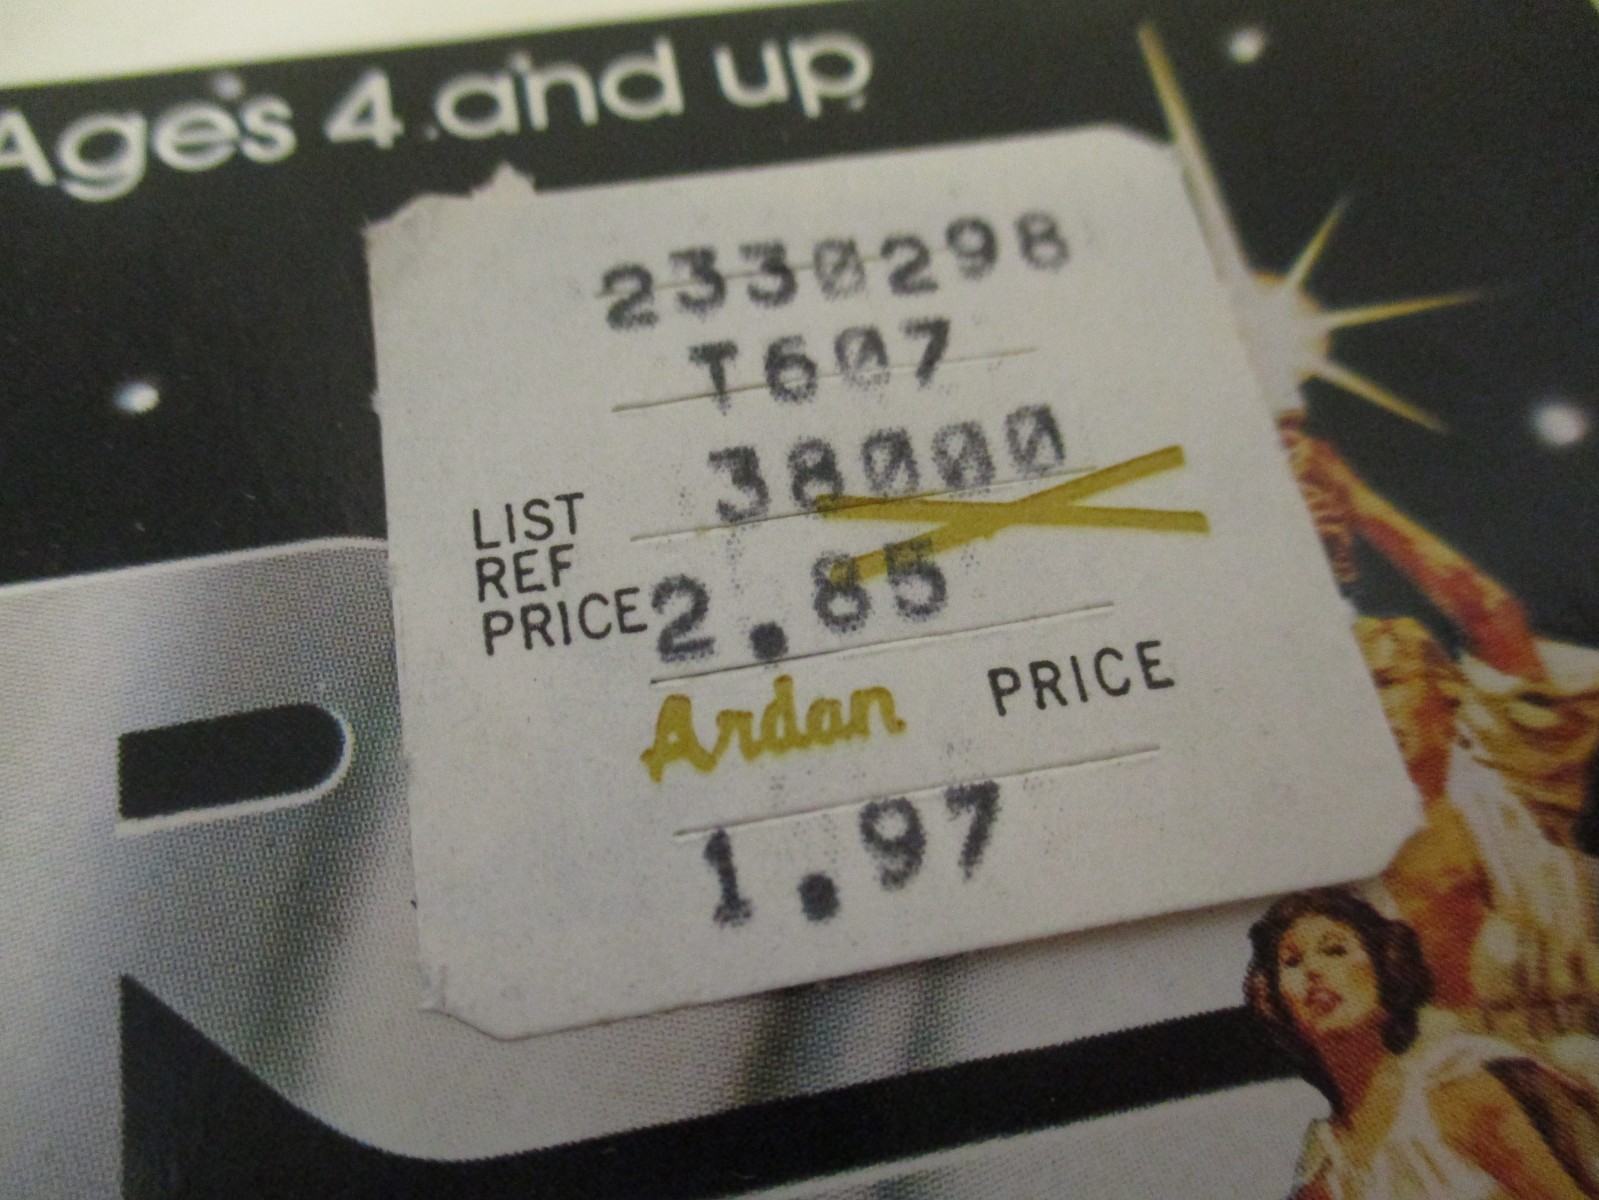 Ages 4 and up
2330298
T607
38000
LIST
REF
PRICE 2.85
Ardan PRICE
1.97
R